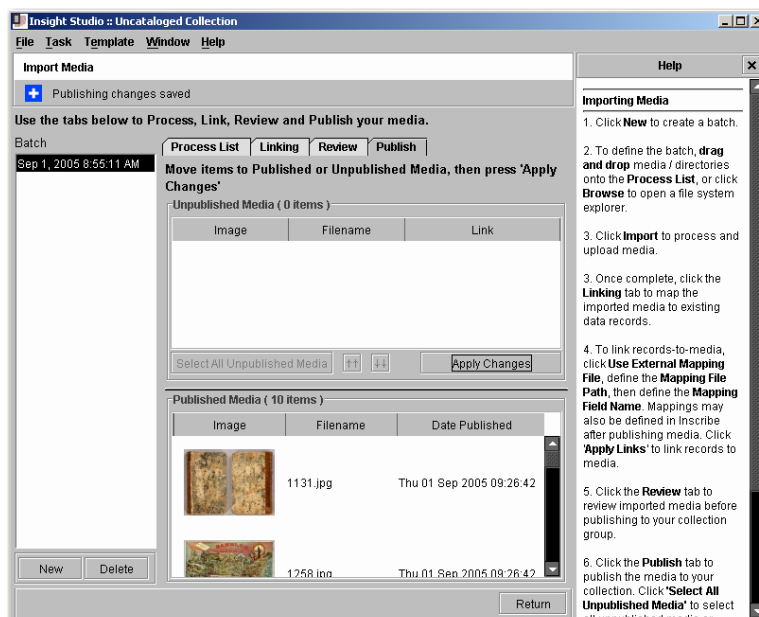 Insight Studio :: Uncataloged Collection
File Task Template Window Help
Import Media
Publishing changes saved
Use the tabs below to Process, Link, Review and Publish your media.
Batch
Sep 1, 2005 8:55:11 AM
New Delete
Process List Linking Review Publish
Move items to Published or Unpublished Media, then press 'Apply
Changes'
Unpublished Media ( 0 items )
Image Filename Link
Select All Unpublished Media Apply Changes
Published Media ( 10 items )
Image Filename Date Published
1131.jpg Thu 01 Sep 2005 09:26:42
1258.jpg Thu 01 Sep 2005 09:26:42
Return
Help
Importing Media
1. Click New to create a batch.
2. To define the batch, drag
and drop media / directories
onto the Process List, or click
Browse to open a file system
explorer.
3. Click Import to process and
upload media.
3. Once complete, click the
Linking tab to map the
imported media to existing
data records.
4. To link records-to-media,
click Use External Mapping
File, define the Mapping File
Path, then define the Mapping
Field Name. Mappings may
also be defined in Inscribe
after publishing media. Click
'Apply Links' to link records to
media.
5. Click the Review tab to
review imported media before
publishing to your collection
group.
6. Click the Publish tab to
publish the media to your
collection. Click 'Select All
Unpublished Media' to select